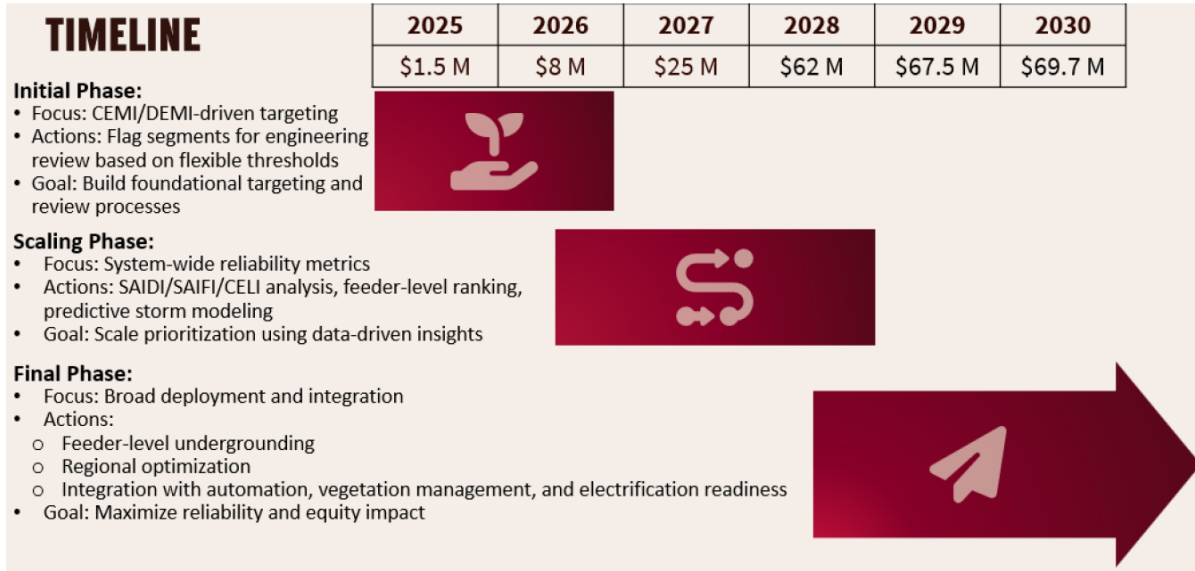 TIMELINE
2025 2026 2027 2028 2029 2030
$1.5 M $8 M $25 M $62 M $67.5 M $69.7 M
Initial Phase:
• Focus: CEMI/DEMI-driven targeting
• Actions: Flag segments for engineering
review based on flexible thresholds
• Goal: Build foundational targeting and
review processes
Scaling Phase:
• Focus: System-wide reliability metrics
• Actions: SAIDI/SAIFI/CELI analysis, feeder-level ranking,
predictive storm modeling
• Goal: Scale prioritization using data-driven insights
Final Phase:
• Focus: Broad deployment and integration
• Actions:
o Feeder-level undergrounding
o Regional optimization
o Integration with automation, vegetation management, and electrification readiness
• Goal: Maximize reliability and equity impact